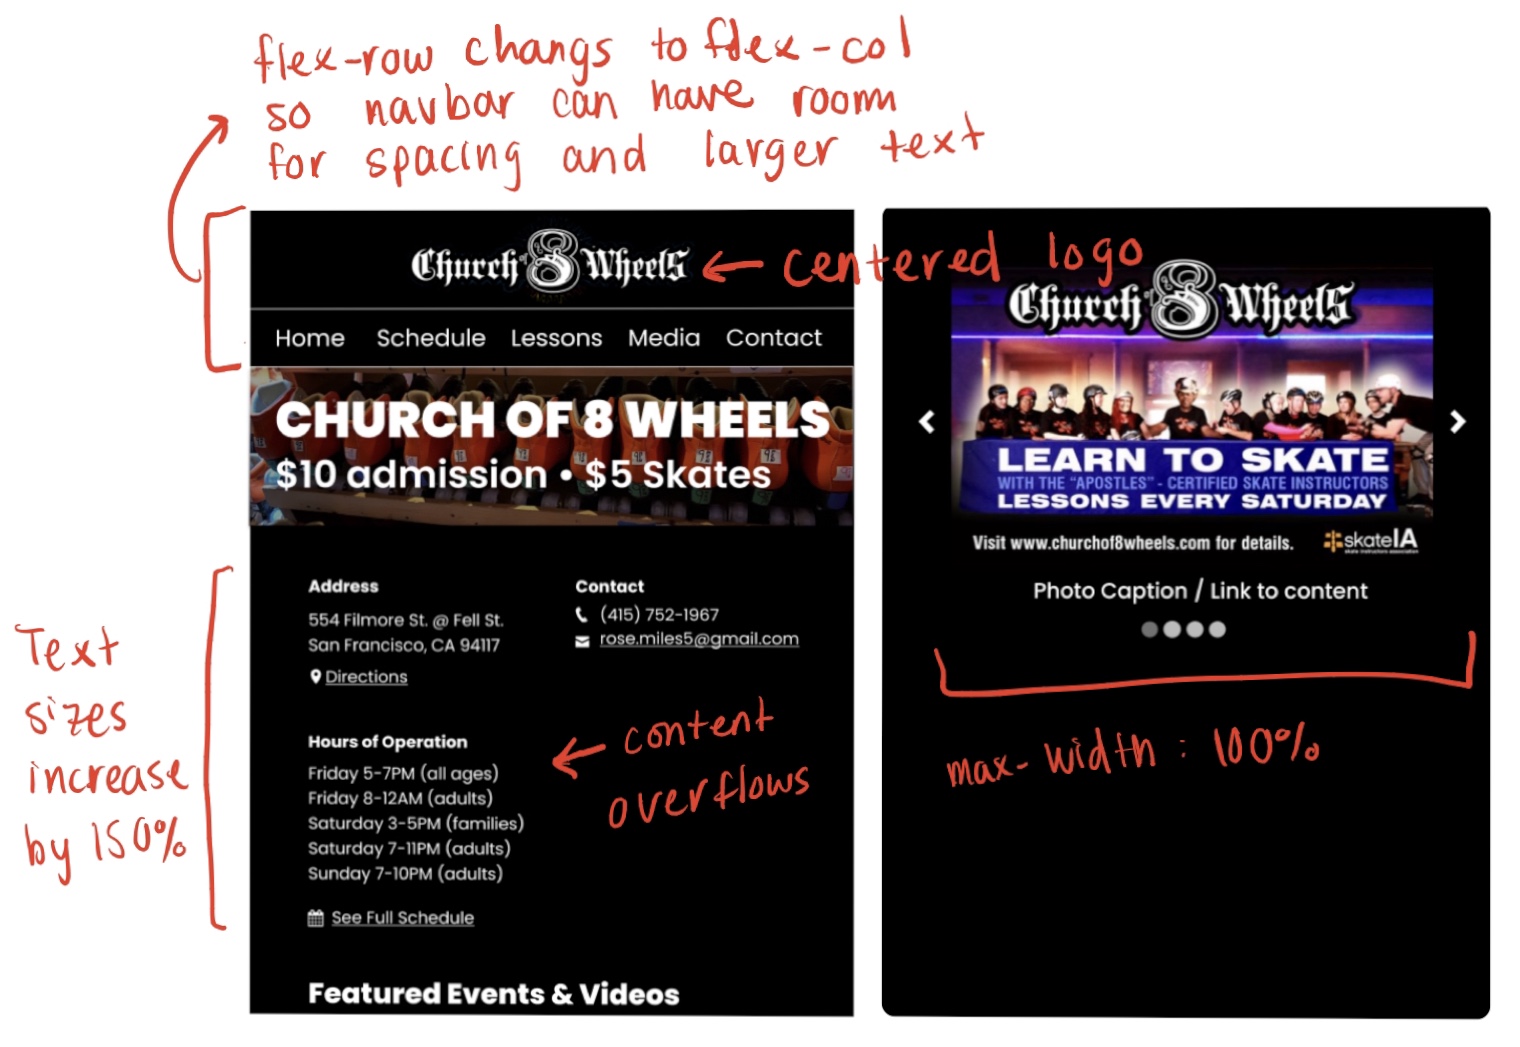 flex-row changs to flex-col
so navbar can have room
for spacing and larger text
Church of 8 Wheels
centered logo
Home Schedule Lessons Media Contact
CHURCH OF 8 WHEELS
$10 admission • $5 Skates
Address
554 Filmore St. @ Fell St.
San Francisco, CA 94117
Directions
Contact
(415) 752-1967
rose.miles5@gmail.com
Hours of Operation
Friday 5-7PM (all ages)
Friday 8-12AM (adults)
Saturday 3-5PM (families)
Saturday 7-11PM (adults)
Sunday 7-10PM (adults)
See Full Schedule
content
overflows
Text
sizes
increase
by 150%
Featured Events & Videos
Church of 8 Wheels
LEARN TO SKATE
WITH THE "APOSTLES" - CERTIFIED SKATE INSTRUCTORS
LESSONS EVERY SATURDAY
Visit www.churchof8wheels.com for details.
skateIA
skate instructors association
Photo Caption / Link to content
max-width : 100%